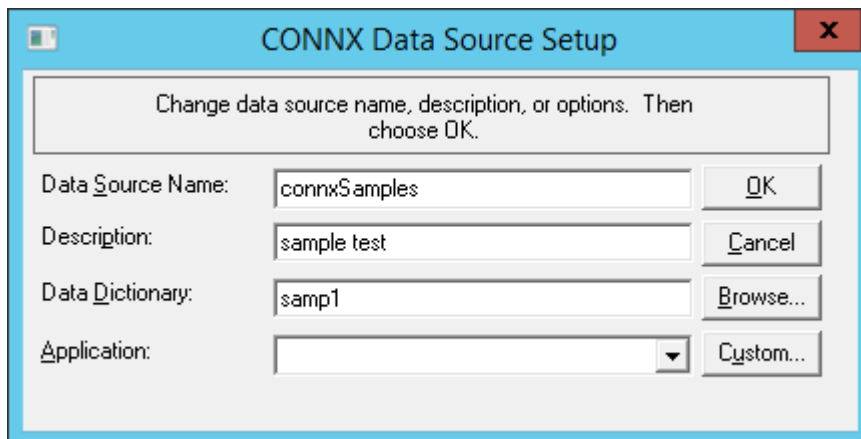 CONNX Data Source Setup
x
Change data source name, description, or options. Then
choose OK.
Data Source Name: connxSamples OK
Description: sample test Cancel
Data Dictionary: samp1 Browse...
Application: Custom...